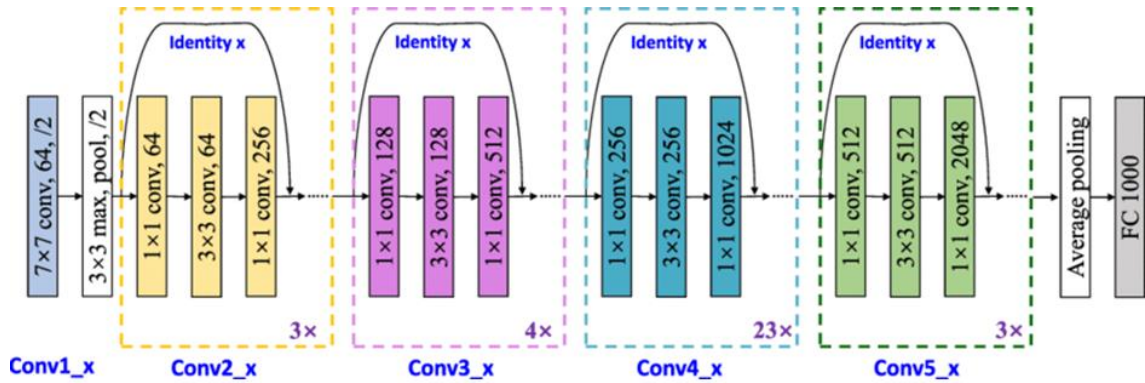 Identity x
Identity x
Identity x
Identity x
7×7 conv, 64, /2
3×3 max, pool, /2
1×1 conv, 64
3×3 conv, 64
1×1 conv, 256
1×1 conv, 128
3×3 conv, 128
1×1 conv, 512
1×1 conv, 256
3×3 conv, 256
1×1 conv, 1024
1×1 conv, 512
3×3 conv, 512
1×1 conv, 2048
Average pooling
FC 1000
3×
4×
23×
3×
Conv1_x
Conv2_x
Conv3_x
Conv4_x
Conv5_x